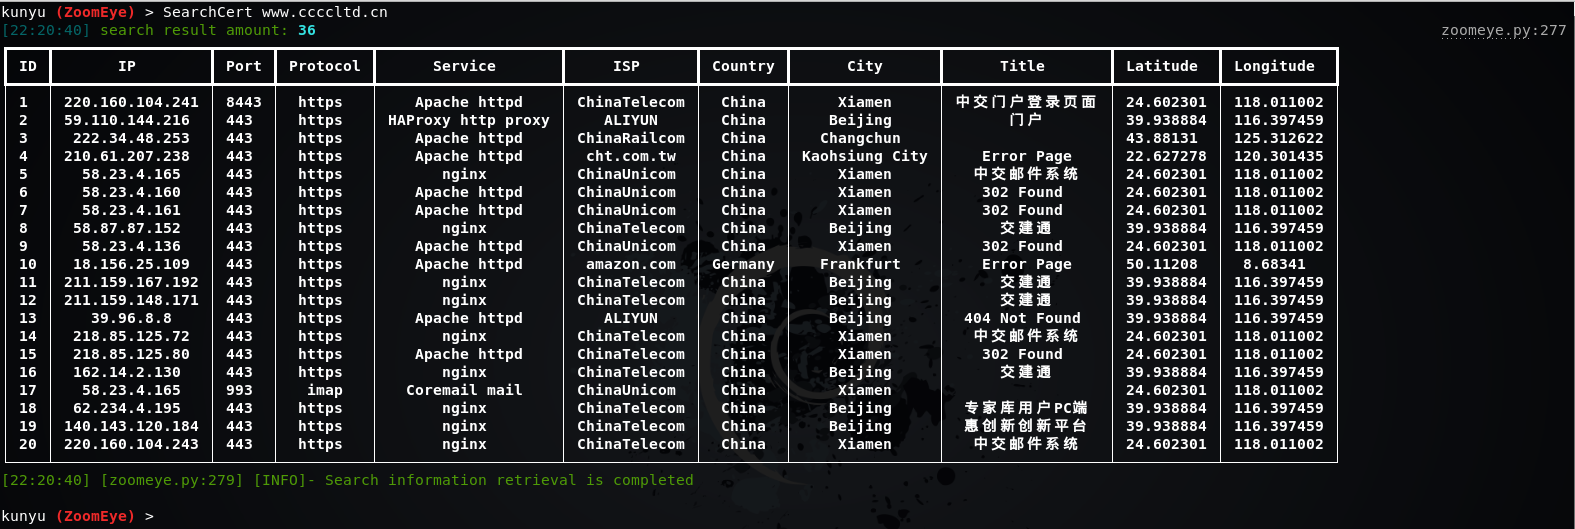 kunyu (ZoomEye) > SearchCert www.ccccltd.cn
[22:20:40] search result amount: 36 zoomeye.py:277
ID IP Port Protocol Service ISP Country City Title Latitude Longitude
1 220.160.104.241 8443 https Apache httpd ChinaTelecom China Xiamen 中交门户登录页面 24.602301 118.011002
2 59.110.144.216 443 https HAProxy http proxy ALIYUN China Beijing 门户 39.938884 116.397459
3 222.34.48.253 443 https Apache httpd ChinaRailcom China Changchun 43.88131 125.312622
4 210.61.207.238 443 https Apache httpd cht.com.tw China Kaohsiung City Error Page 22.627278 120.301435
5 58.23.4.165 443 https nginx ChinaUnicom China Xiamen 中交邮件系统 24.602301 118.011002
6 58.23.4.160 443 https Apache httpd ChinaUnicom China Xiamen 302 Found 24.602301 118.011002
7 58.23.4.161 443 https Apache httpd ChinaUnicom China Xiamen 302 Found 24.602301 118.011002
8 58.87.87.152 443 https nginx ChinaTelecom China Beijing 交建通 39.938884 116.397459
9 58.23.4.136 443 https Apache httpd ChinaUnicom China Xiamen 302 Found 24.602301 118.011002
10 18.156.25.109 443 https Apache httpd amazon.com Germany Frankfurt Error Page 50.11208 8.68341
11 211.159.167.192 443 https nginx ChinaTelecom China Beijing 交建通 39.938884 116.397459
12 211.159.148.171 443 https nginx ChinaTelecom China Beijing 交建通 39.938884 116.397459
13 39.96.8.8 443 https Apache httpd ALIYUN China Beijing 404 Not Found 39.938884 116.397459
14 218.85.125.72 443 https nginx ChinaTelecom China Xiamen 中交邮件系统 24.602301 118.011002
15 218.85.125.80 443 https Apache httpd ChinaTelecom China Xiamen 302 Found 24.602301 118.011002
16 162.14.2.130 443 https nginx ChinaTelecom China Beijing 交建通 39.938884 116.397459
17 58.23.4.165 993 imap Coremail mail ChinaUnicom China Xiamen 24.602301 118.011002
18 62.234.4.195 443 https nginx ChinaTelecom China Beijing 专家库用户PC端 39.938884 116.397459
19 140.143.120.184 443 https nginx ChinaTelecom China Beijing 惠创新创新平台 39.938884 116.397459
20 220.160.104.243 443 https nginx ChinaTelecom China Xiamen 中交邮件系统 24.602301 118.011002
[22:20:40] [zoomeye.py:279] [INFO]- Search information retrieval is completed
kunyu (ZoomEye) >